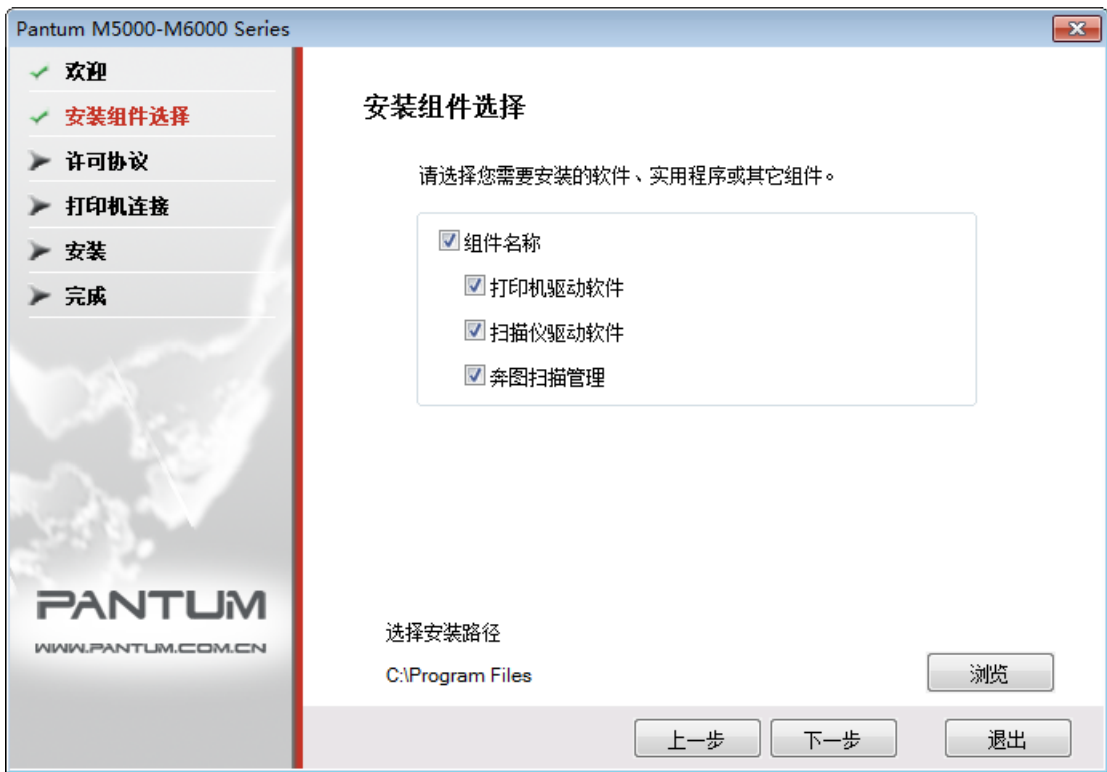 Pantum M5000-M6000 Series
欢迎
安装组件选择
许可协议
打印机连接
安装
完成
PANTUM
WWW.PANTUM.COM.CN
安装组件选择
请选择您需要安装的软件、实用程序或其它组件。
组件名称
打印机驱动软件
扫描仪驱动软件
奔图扫描管理
选择安装路径
C:\Program Files
浏览
上一步
下一步
退出